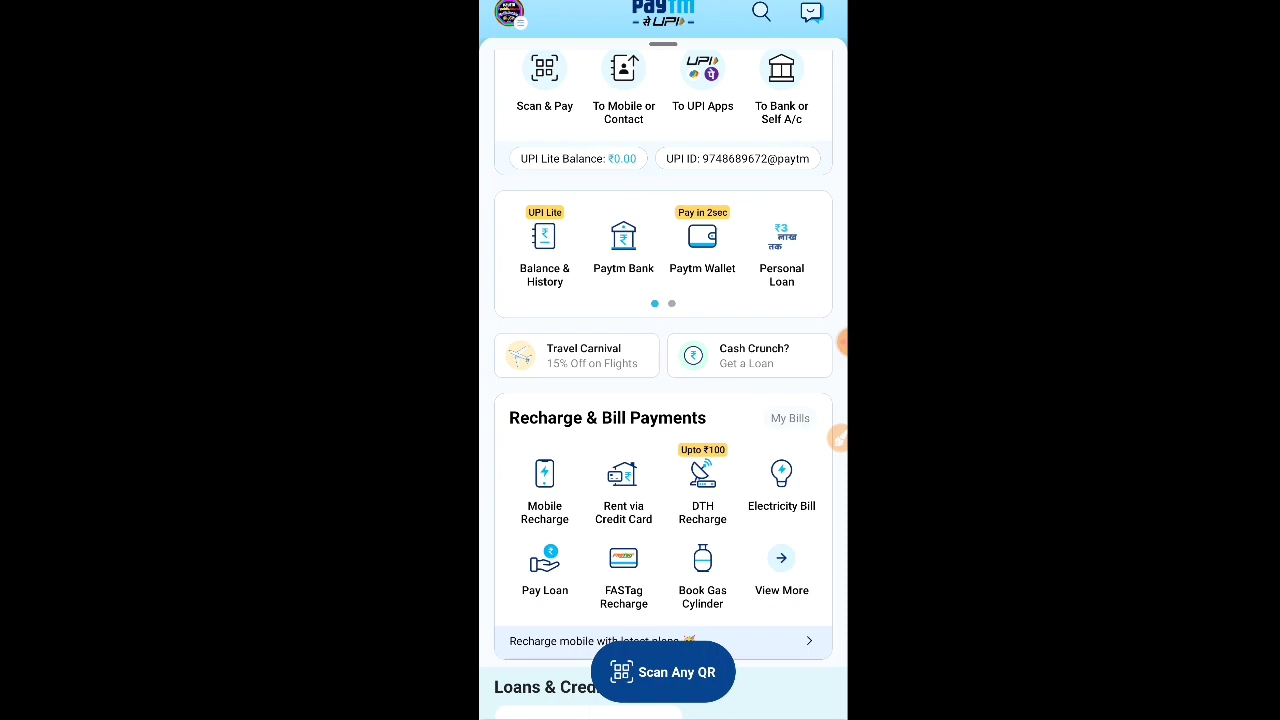 Paytm
से UPI
UPI
Scan & Pay
To Mobile or
Contact
To UPI Apps
To Bank or
Self A/c
UPI Lite Balance: ₹0.00
UPI ID: 9748689672@paytm
UPI Lite
Pay in 2sec
₹3
लाख
तक
Balance &
History
Paytm Bank
Paytm Wallet
Personal
Loan
Travel Carnival
15% Off on Flights
Cash Crunch?
Get a Loan
Recharge & Bill Payments
My Bills
Upto ₹100
Mobile
Recharge
Rent via
Credit Card
DTH
Recharge
Electricity Bill
Pay Loan
FASTag
Recharge
Book Gas
Cylinder
View More
Recharge mobile with latest plans
Scan Any QR
Loans & Credi